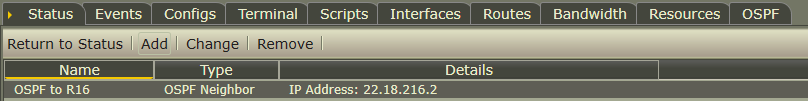 Status Events Configs Terminal Scripts Interfaces Routes Bandwidth Resources OSPF
Return to Status Add Change Remove
Name Type Details
OSPF to R16 OSPF Neighbor IP Address: 22.18.216.2